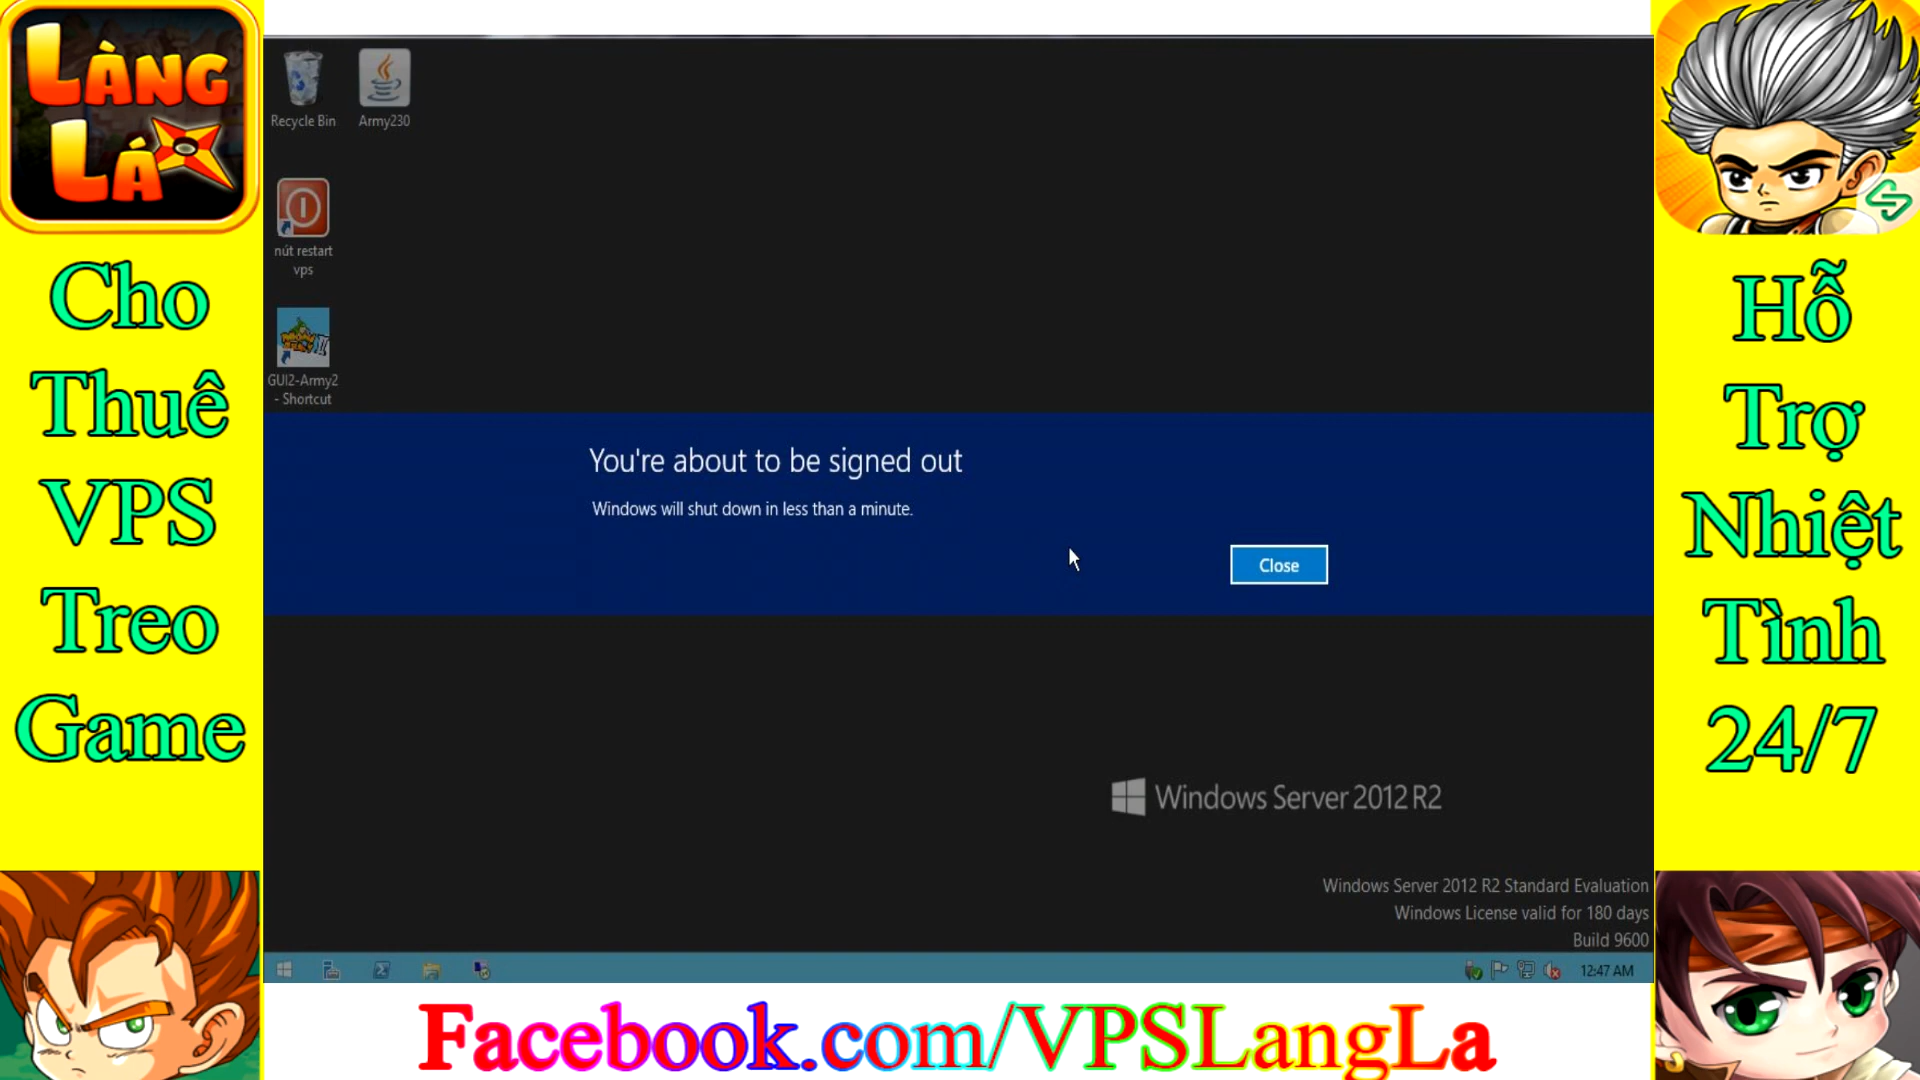 LÀNG
LÁ
Cho
Thuê
VPS
Treo
Game
Recycle Bin
Army230
nút restart
vps
GUI2-Army2
- Shortcut
You're about to be signed out
Windows will shut down in less than a minute.
Close
Windows Server 2012 R2
Windows Server 2012 R2 Standard Evaluation
Windows License valid for 180 days
Build 9600
12:47 AM
Hỗ
Trợ
Nhiệt
Tình
24/7
Facebook.com/VPSLangLa